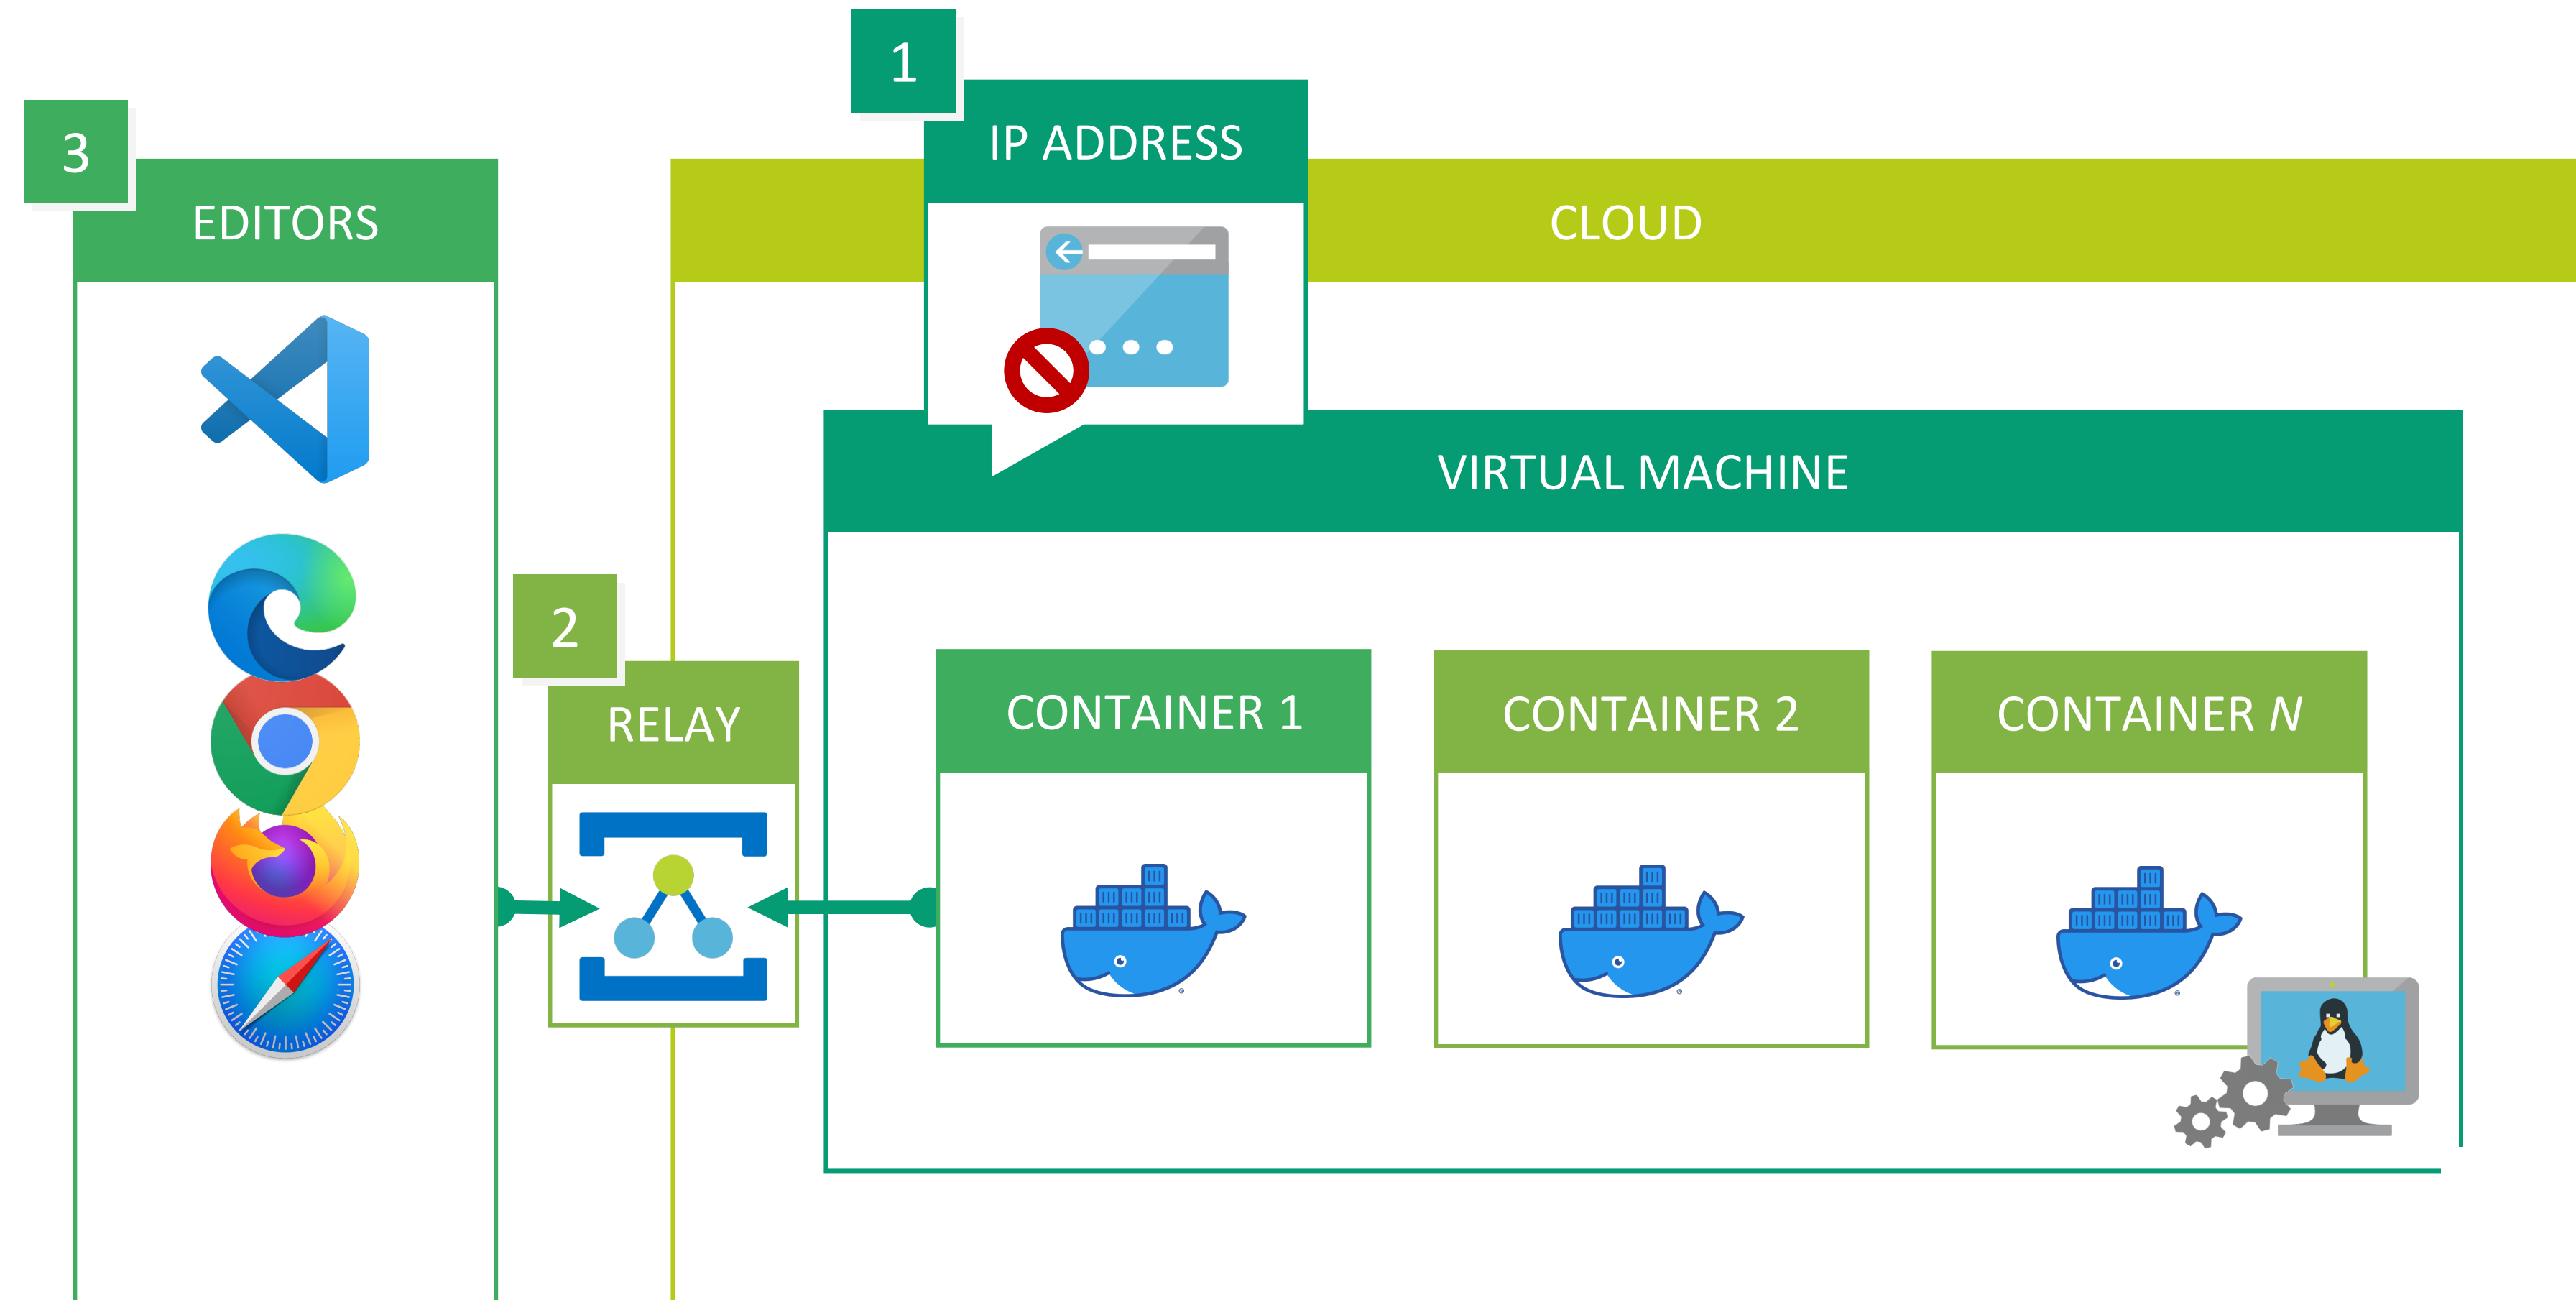 1
IP ADDRESS
3
EDITORS
CLOUD
VIRTUAL MACHINE
2
RELAY
CONTAINER 1
CONTAINER 2
CONTAINER N
®
®
®